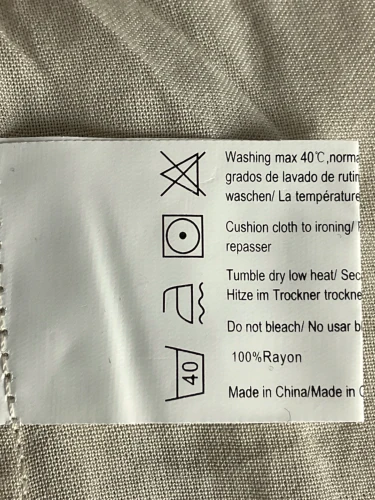 Washing max 40℃,norma
grados de lavado de rutin
waschen/ La température
Cushion cloth to ironing/
repasser
Tumble dry low heat/ Sec
Hitze im Trockner trockne
Do not bleach/ No usar b
100%Rayon
Made in China/Made in C
40